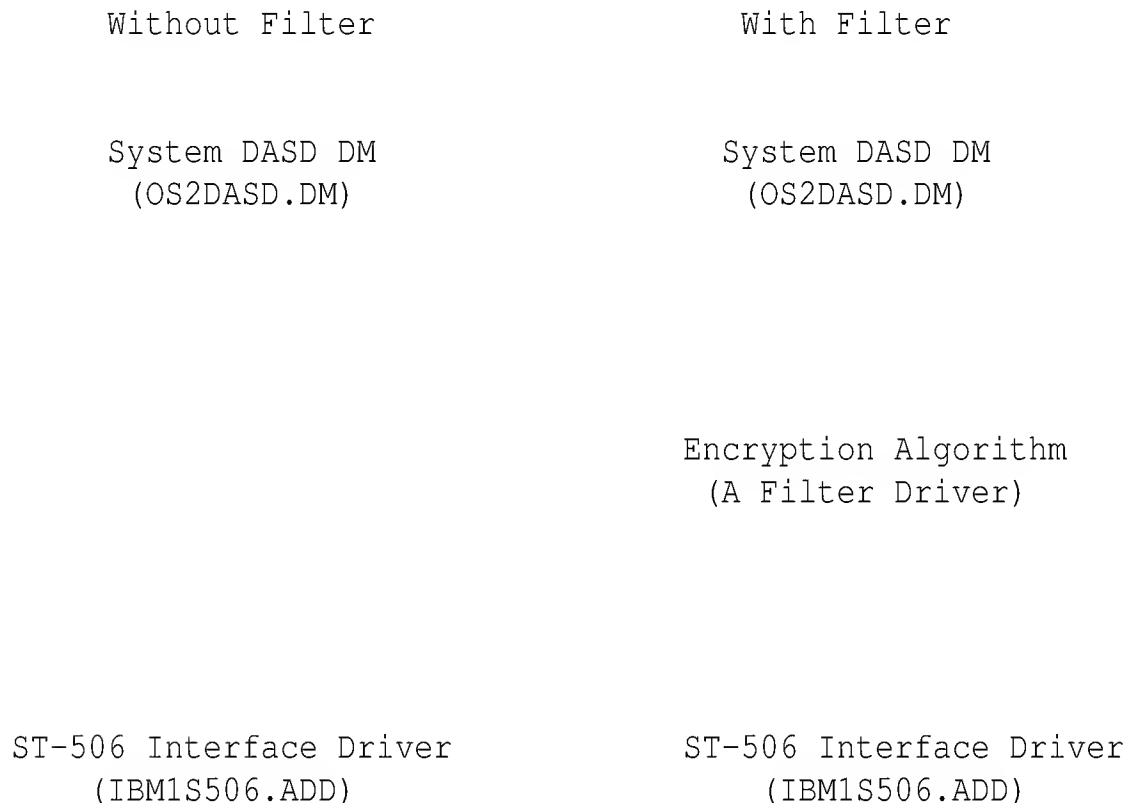 Without Filter
With Filter
System DASD DM
(OS2DASD.DM)
System DASD DM
(OS2DASD.DM)
Encryption Algorithm
(A Filter Driver)
ST-506 Interface Driver
(IBM1S506.ADD)
ST-506 Interface Driver
(IBM1S506.ADD)